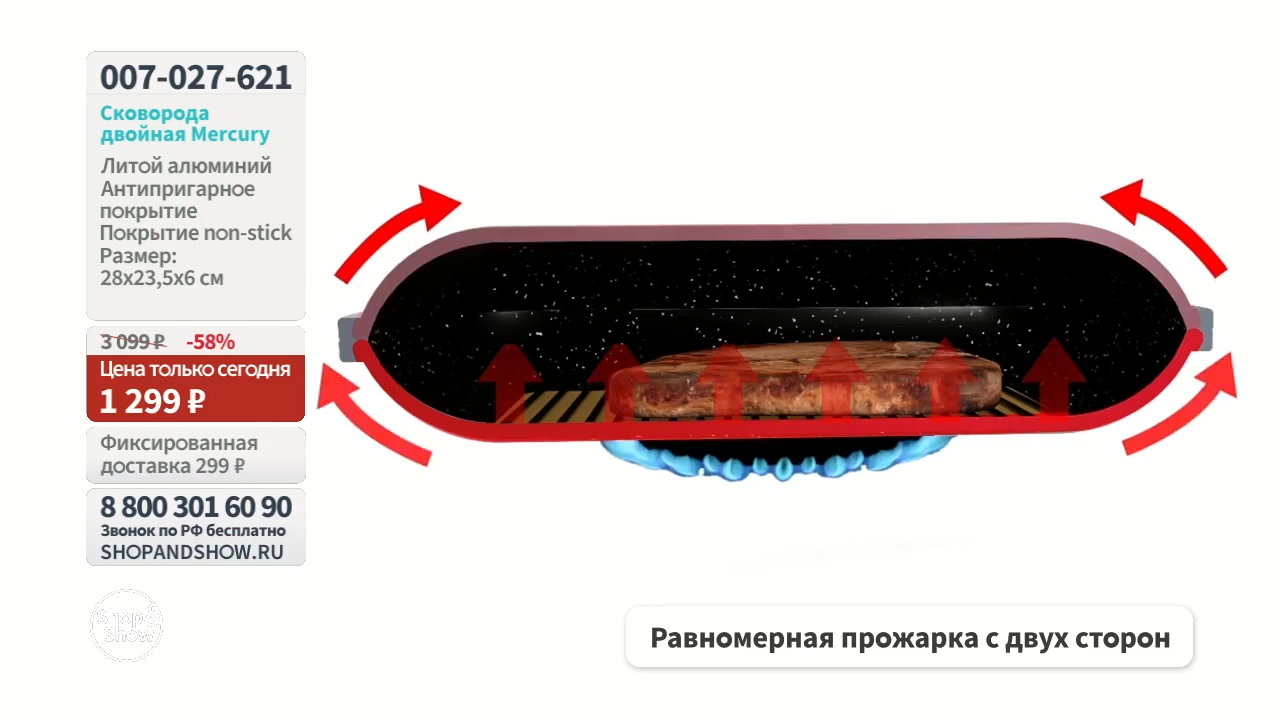 007-027-621
Сковорода
двойная Mercury
Литой алюминий
Антипригарное
покрытие
Покрытие non-stick
Размер:
28х23,5х6 см
3 099 ₽ -58%
Цена только сегодня
1 299 ₽
Фиксированная
доставка 299 ₽
8 800 301 60 90
Звонок по РФ бесплатно
SHOPANDSHOW.RU
Shop&
Show
Равномерная прожарка с двух сторон